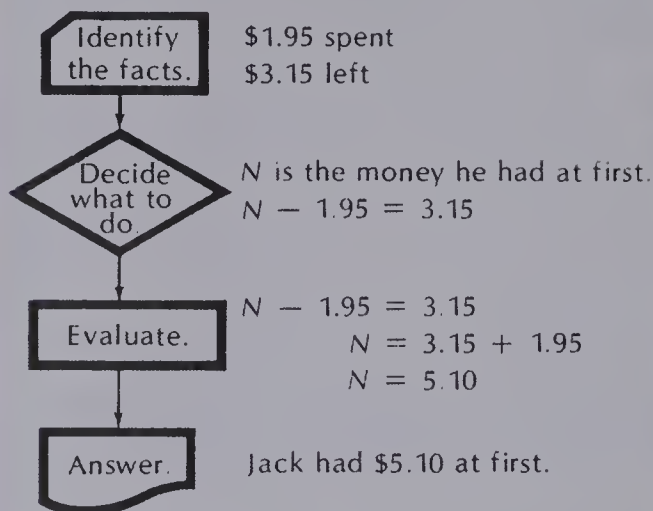 Identify
the facts.
$1.95 spent
$3.15 left
Decide
what to
do.
N is the money he had at first.
N − 1.95 = 3.15
Evaluate.
N − 1.95 = 3.15
N = 3.15 + 1.95
N = 5.10
Answer.
Jack had $5.10 at first.